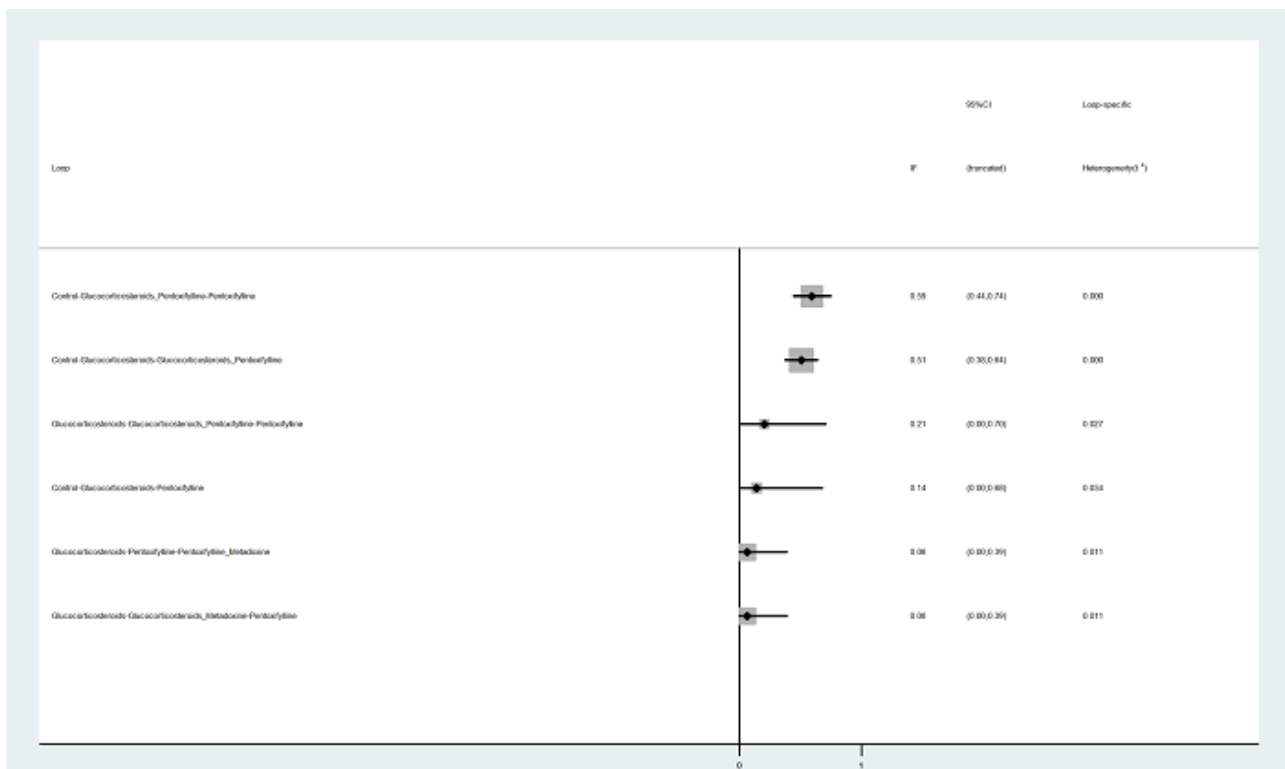 95%CI Loop-specific
Loop IF (truncated) Heterogeneity(τ²)
Control-Glucocorticosteroids_Pentoxifylline-Pentoxifylline 0.59 (0.44,0.74) 0.000
Control-Glucocorticosteroids-Glucocorticosteroids_Pentoxifylline 0.51 (0.38,0.64) 0.000
Glucocorticosteroids-Glucocorticosteroids_Pentoxifylline-Pentoxifylline 0.21 (0.00,0.70) 0.027
Control-Glucocorticosteroids-Pentoxifylline 0.14 (0.00,0.68) 0.034
Glucocorticosteroids-Pentoxifylline-Pentoxifylline_Metadoxine 0.06 (0.00,0.39) 0.011
Glucocorticosteroids-Glucocorticosteroids_Metadoxine-Pentoxifylline 0.06 (0.00,0.39) 0.011
0 1